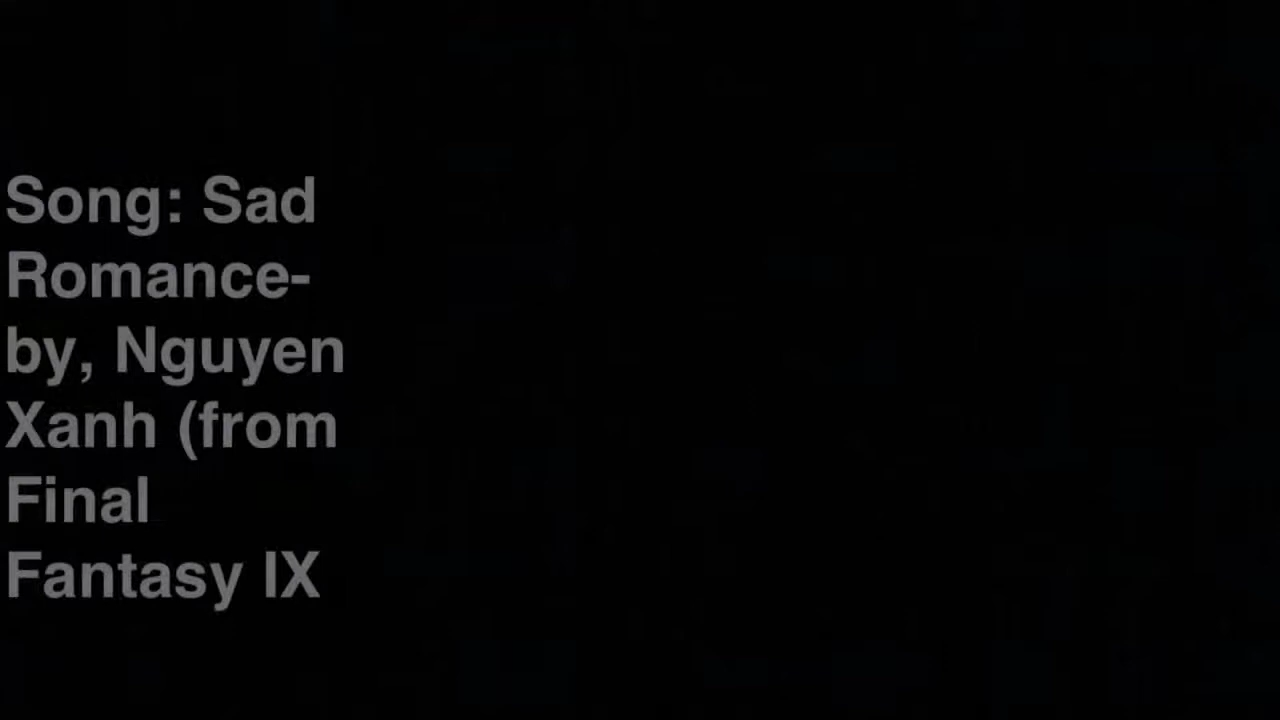 Song: Sad
Romance-
by, Nguyen
Xanh (from
Final
Fantasy IX